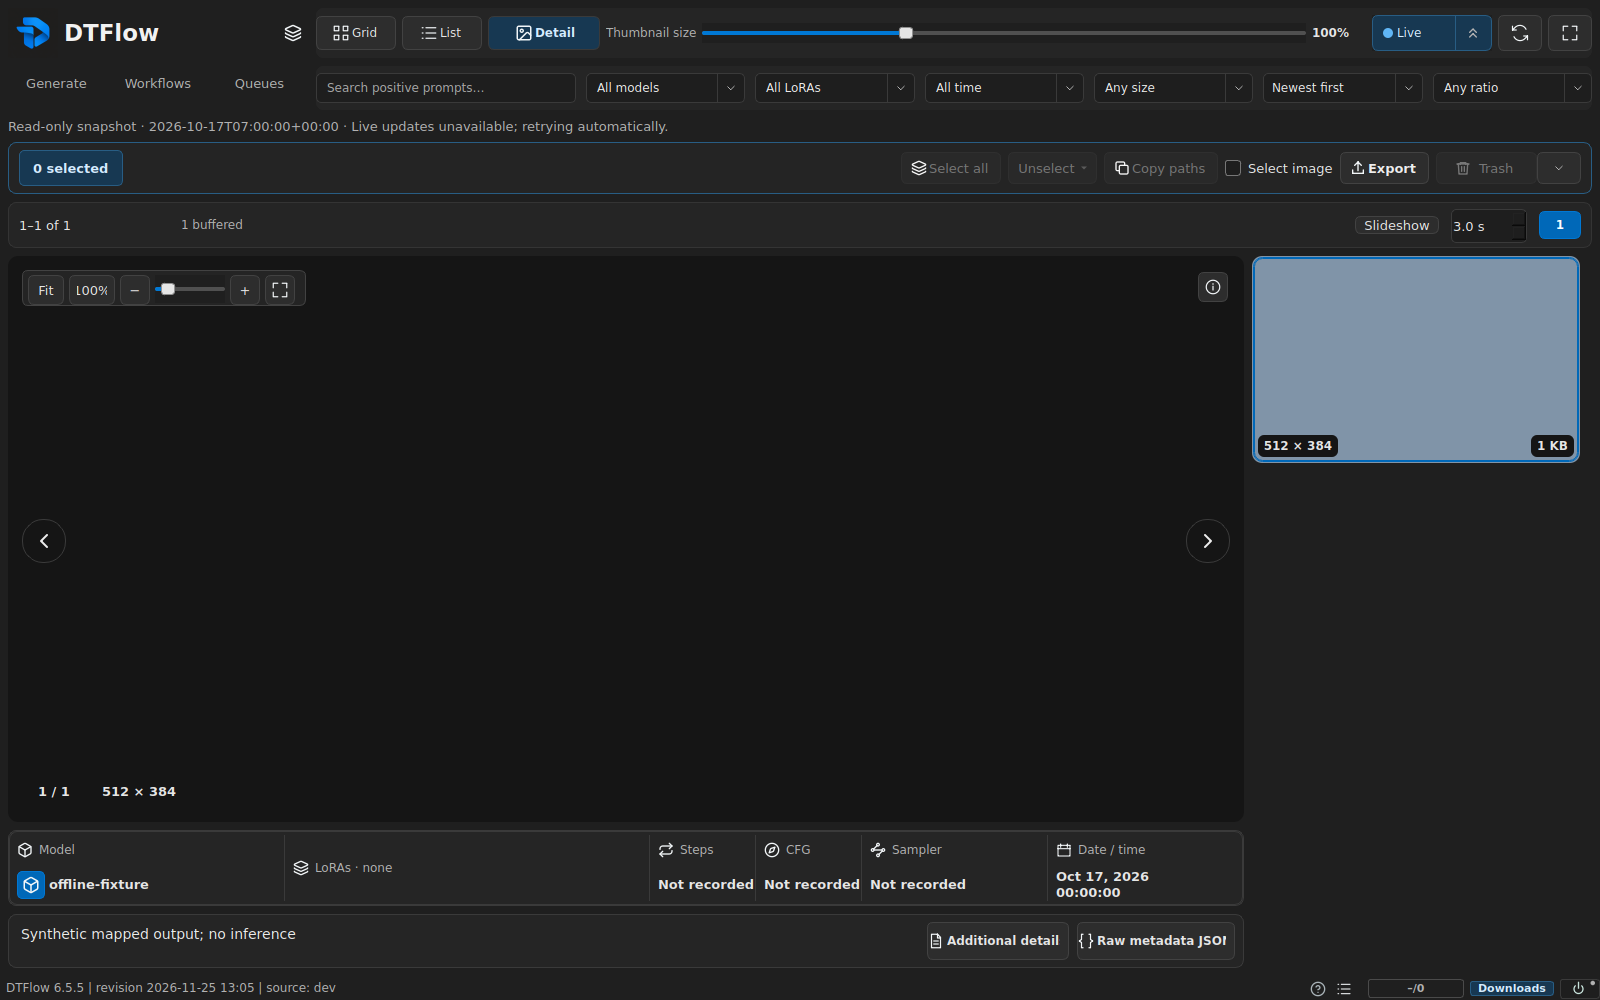 DTFlow
Grid
List
Detail
Thumbnail size
100%
Live
Generate
Workflows
Queues
Search positive prompts...
All models
All LoRAs
All time
Any size
Newest first
Any ratio
Read-only snapshot · 2026-10-17T07:00:00+00:00 · Live updates unavailable; retrying automatically.
0 selected
Select all
Unselect
Copy paths
Select image
Export
Trash
1–1 of 1
1 buffered
Slideshow
3.0 s
1
Fit
100%
−
+
512 × 384
1 KB
1 / 1
512 × 384
Model
offline-fixture
LoRAs · none
Steps
Not recorded
CFG
Not recorded
Sampler
Not recorded
Date / time
Oct 17, 2026
00:00:00
Synthetic mapped output; no inference
Additional detail
Raw metadata JSON
DTFlow 6.5.5 | revision 2026-11-25 13:05 | source: dev
–/0
Downloads